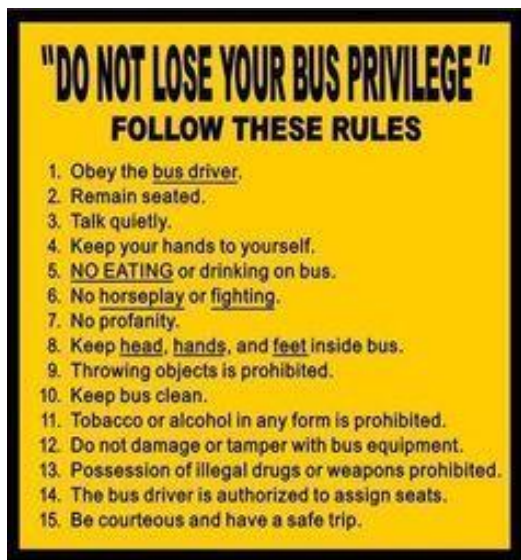 "DO NOT LOSE YOUR BUS PRIVILEGE"
FOLLOW THESE RULES
1. Obey the bus driver.
2. Remain seated.
3. Talk quietly.
4. Keep your hands to yourself.
5. NO EATING or drinking on bus.
6. No horseplay or fighting.
7. No profanity.
8. Keep head, hands, and feet inside bus.
9. Throwing objects is prohibited.
10. Keep bus clean.
11. Tobacco or alcohol in any form is prohibited.
12. Do not damage or tamper with bus equipment.
13. Possession of illegal drugs or weapons prohibited.
14. The bus driver is authorized to assign seats.
15. Be courteous and have a safe trip.